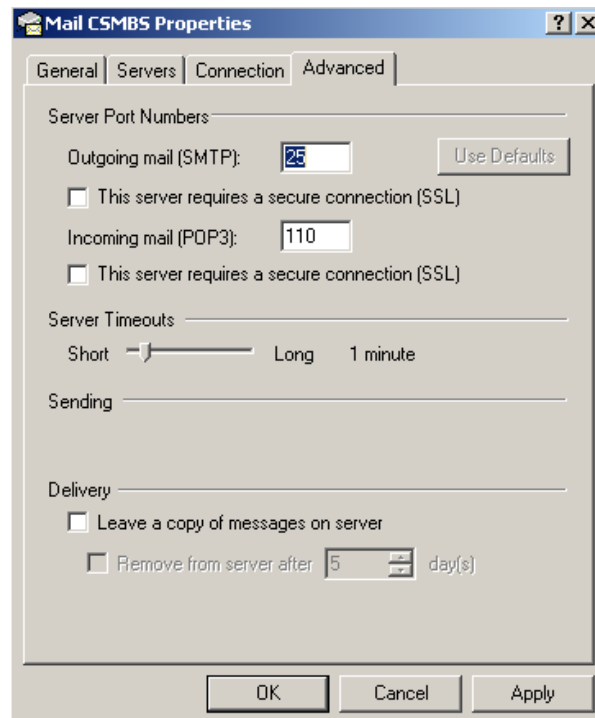 Mail CSMBS Properties
General Servers Connection Advanced
Server Port Numbers
Outgoing mail (SMTP): 25 Use Defaults
This server requires a secure connection (SSL)
Incoming mail (POP3): 110
This server requires a secure connection (SSL)
Server Timeouts
Short Long 1 minute
Sending
Delivery
Leave a copy of messages on server
Remove from server after 5 day(s)
OK Cancel Apply